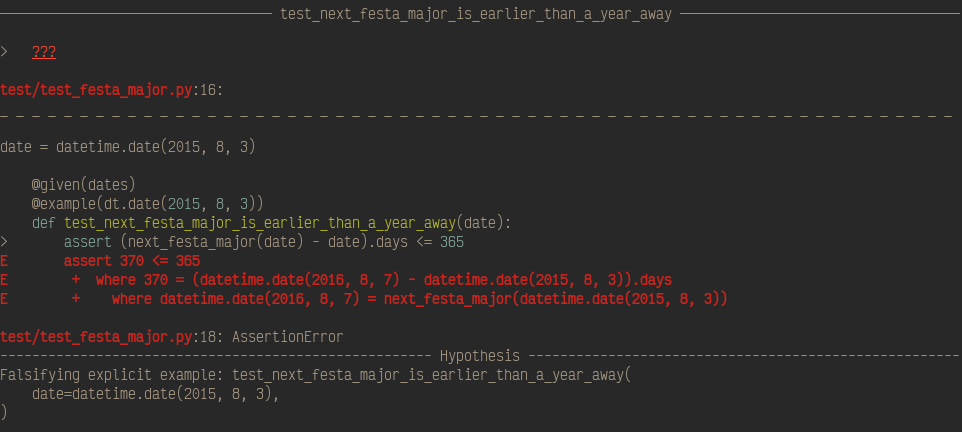 test_next_festa_major_is_earlier_than_a_year_away
> ???
test/test_festa_major.py:16:
_ _ _ _ _ _ _ _ _ _ _ _ _ _ _ _ _ _ _ _ _ _ _ _ _ _ _ _ _ _ _ _ _ _ _ _ _ _ _ _ _ _ _ _ _ _ _ _ _ _ _ _ _ _ _ _ _ _ _ _
date = datetime.date(2015, 8, 3)
@given(dates)
@example(dt.date(2015, 8, 3))
def test_next_festa_major_is_earlier_than_a_year_away(date):
> assert (next_festa_major(date) - date).days <= 365
E assert 370 <= 365
E + where 370 = (datetime.date(2016, 8, 7) - datetime.date(2015, 8, 3)).days
E + where datetime.date(2016, 8, 7) = next_festa_major(datetime.date(2015, 8, 3))
test/test_festa_major.py:18: AssertionError
------------------------------------------------------ Hypothesis ------------------------------------------------------
Falsifying explicit example: test_next_festa_major_is_earlier_than_a_year_away(
date=datetime.date(2015, 8, 3),
)